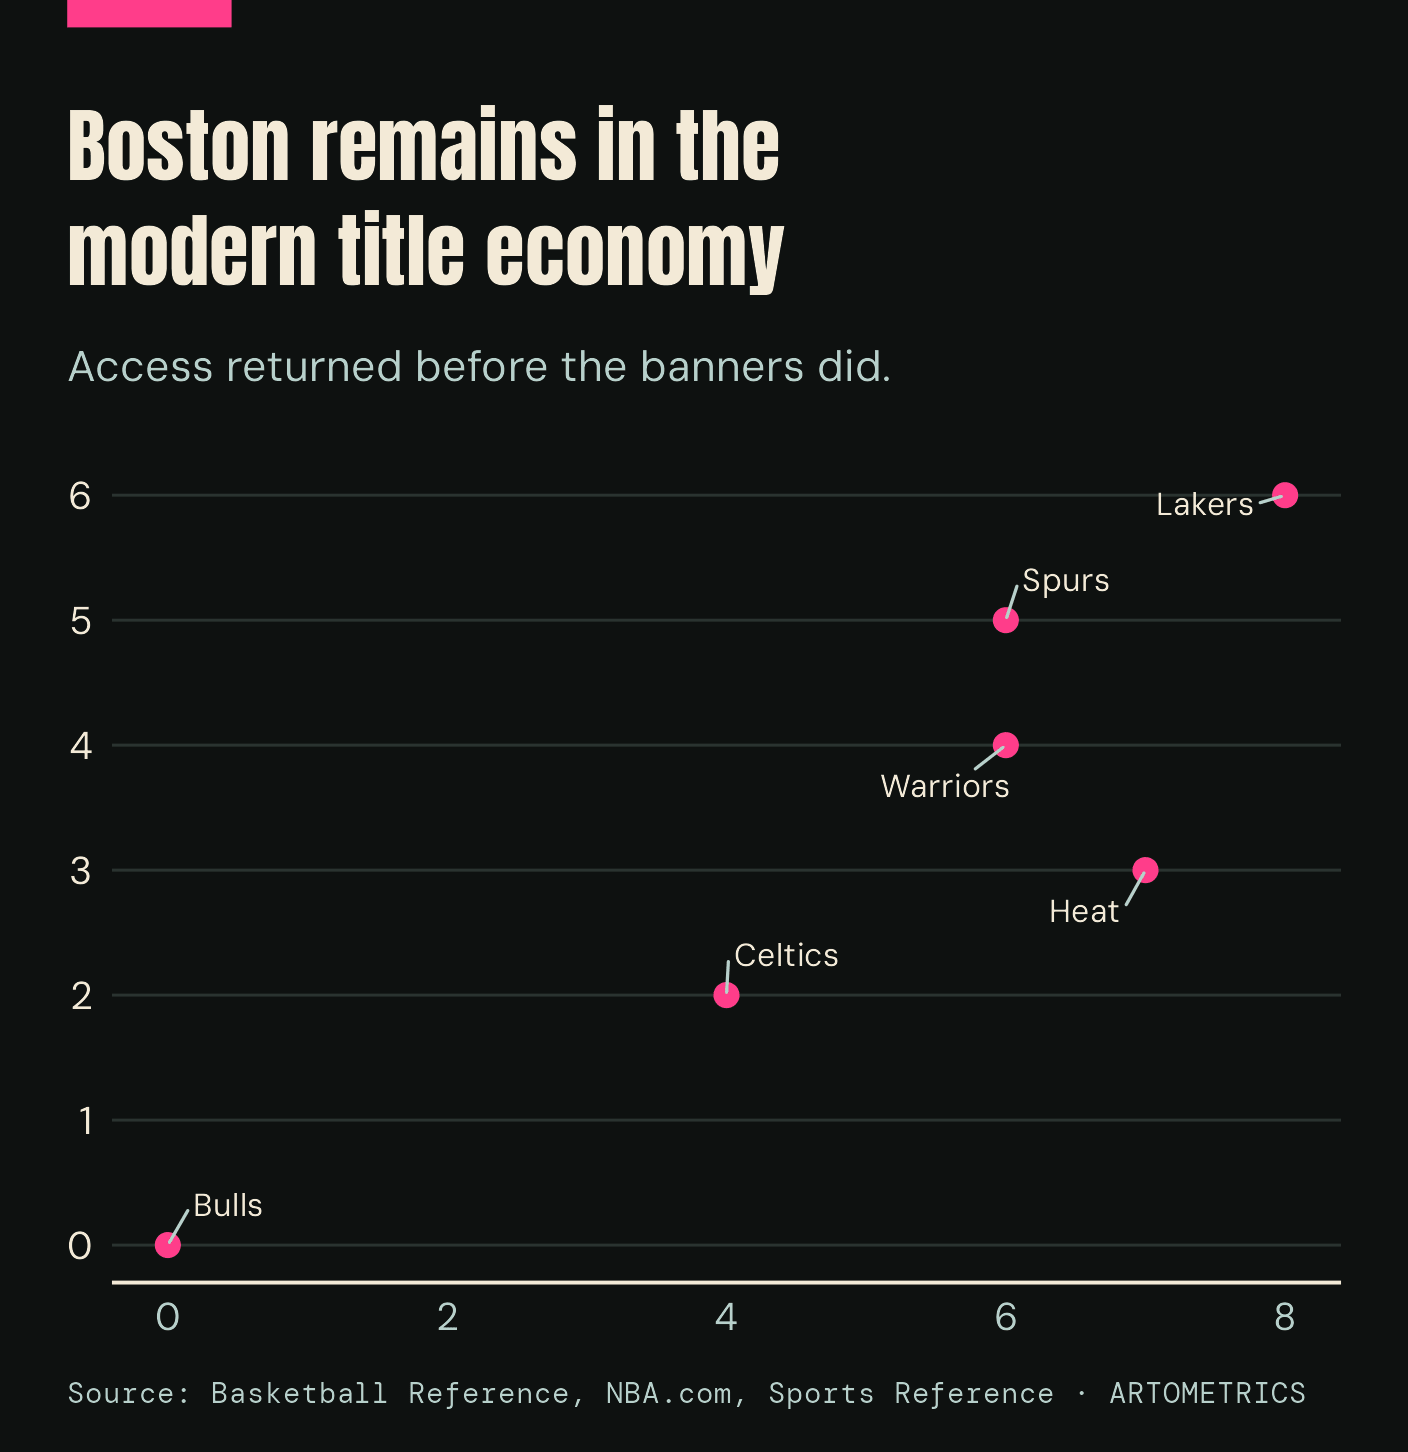 Boston remains in the
modern title economy
Access returned before the banners did.
6
Lakers
Spurs
5
4
Warriors
3
Heat
Celtics
2
1
Bulls
0
0 2 4 6 8
Source: Basketball Reference, NBA.com, Sports Reference · ARTOMETRICS